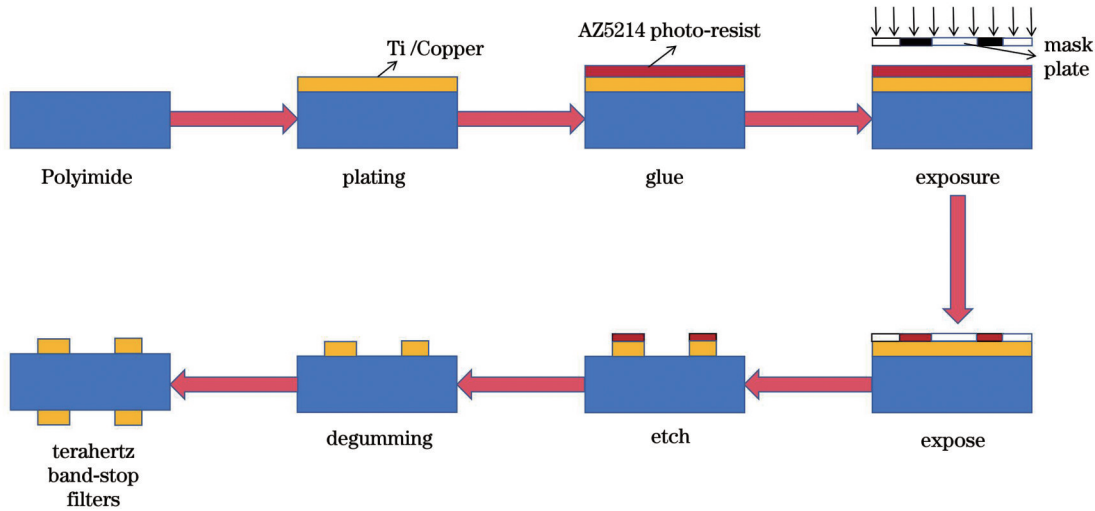 Ti /Copper
AZ5214 photo-resist
mask
plate
Polyimide
plating
glue
exposure
terahertz
band-stop
filters
degumming
etch
expose